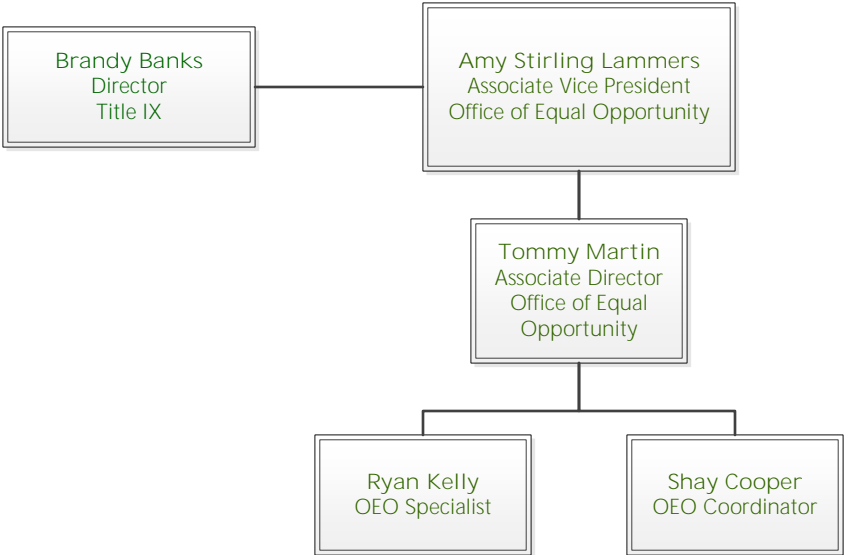 Brandy Banks
Director
Title IX
Amy Stirling Lammers
Associate Vice President
Office of Equal Opportunity
Tommy Martin
Associate Director
Office of Equal
Opportunity
Ryan Kelly
OEO Specialist
Shay Cooper
OEO Coordinator